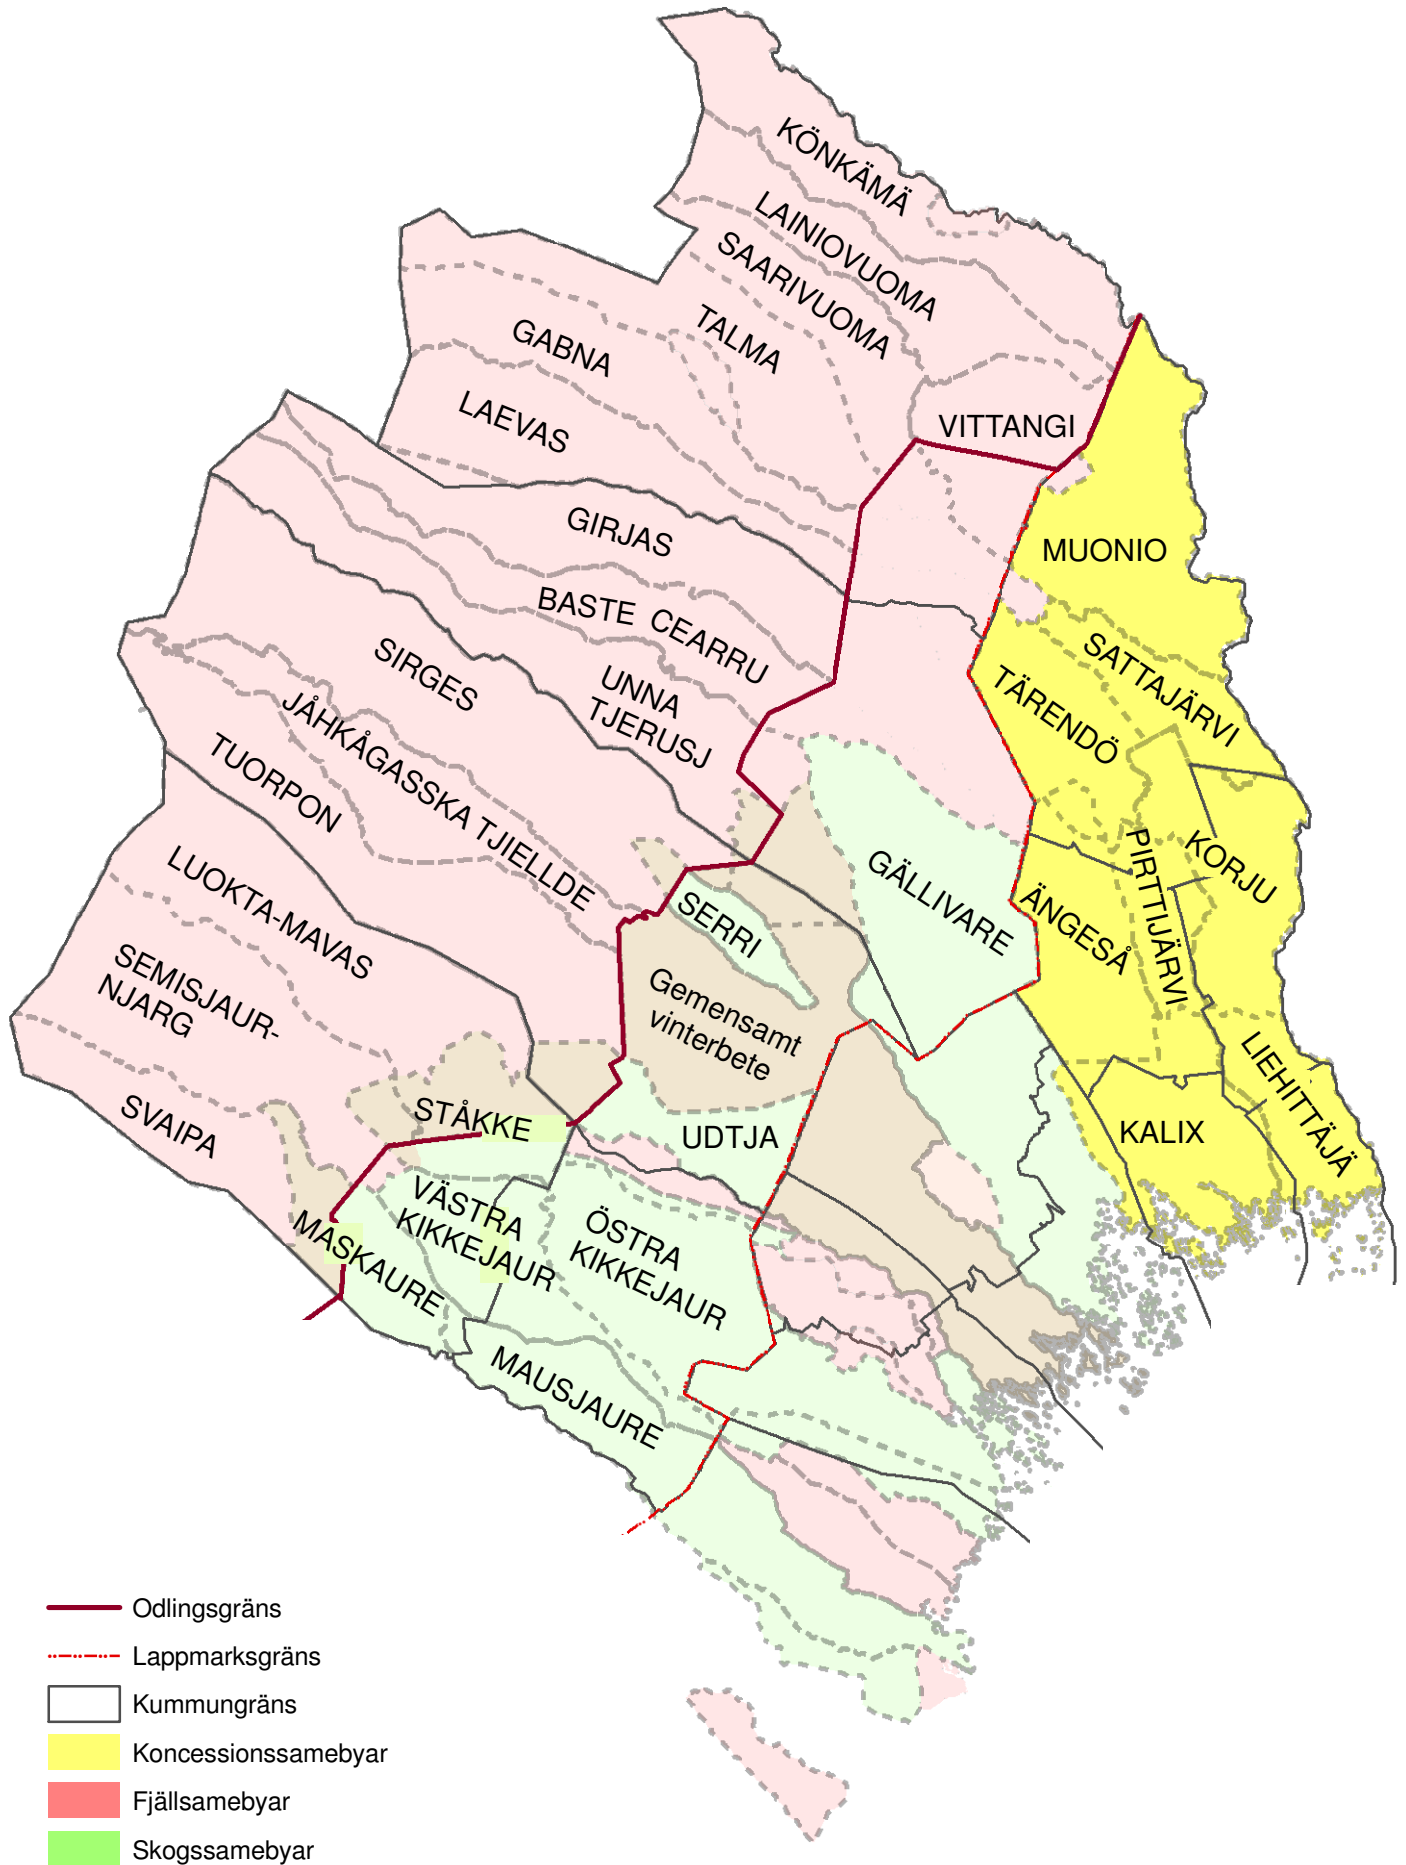 KÖNKÄMÄ
LAINIOVUOMA
SAARIVUOMA
TALMA
GABNA
LAEVAS
VITTANGI
GIRJAS
MUONIO
BASTE CEARRU
SATTAJÄRVI
SIRGES
UNNA
TJERUSJ
TÄRENDÖ
JÅHKÅGASSKA TJIELLDE
TUORPON
LUOKTA-MAVAS
GÄLLIVARE
PIRTTIJÄRVI
KORJU
SERRI
ÄNGESÅ
SEMISJAUR-
NJARG
Gemensamt
vinterbete
LIEHITTÄJÄ
SVAIPA
STÅKKE
UDTJA
KALIX
VÄSTRA
KIKKEJAUR
ÖSTRA
KIKKEJAUR
MASKAURE
MAUSJAURE
Odlingsgräns
Lappmarksgräns
Kummungräns
Koncessionssamebyar
Fjällsamebyar
Skogssamebyar